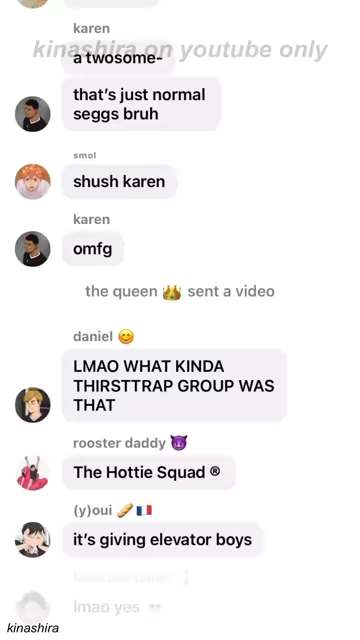 karen
kinashira on youtube only
a twosome-
that's just normal
seggs bruh
smol
shush karen
karen
omfg
the queen 👑 sent a video
daniel 😊
LMAO WHAT KINDA
THIRSTTRAP GROUP WAS
THAT
rooster daddy 😈
The Hottie Squad ®
(y)oui 🥖🇫🇷
it's giving elevator boys
lmao yes
kinashira